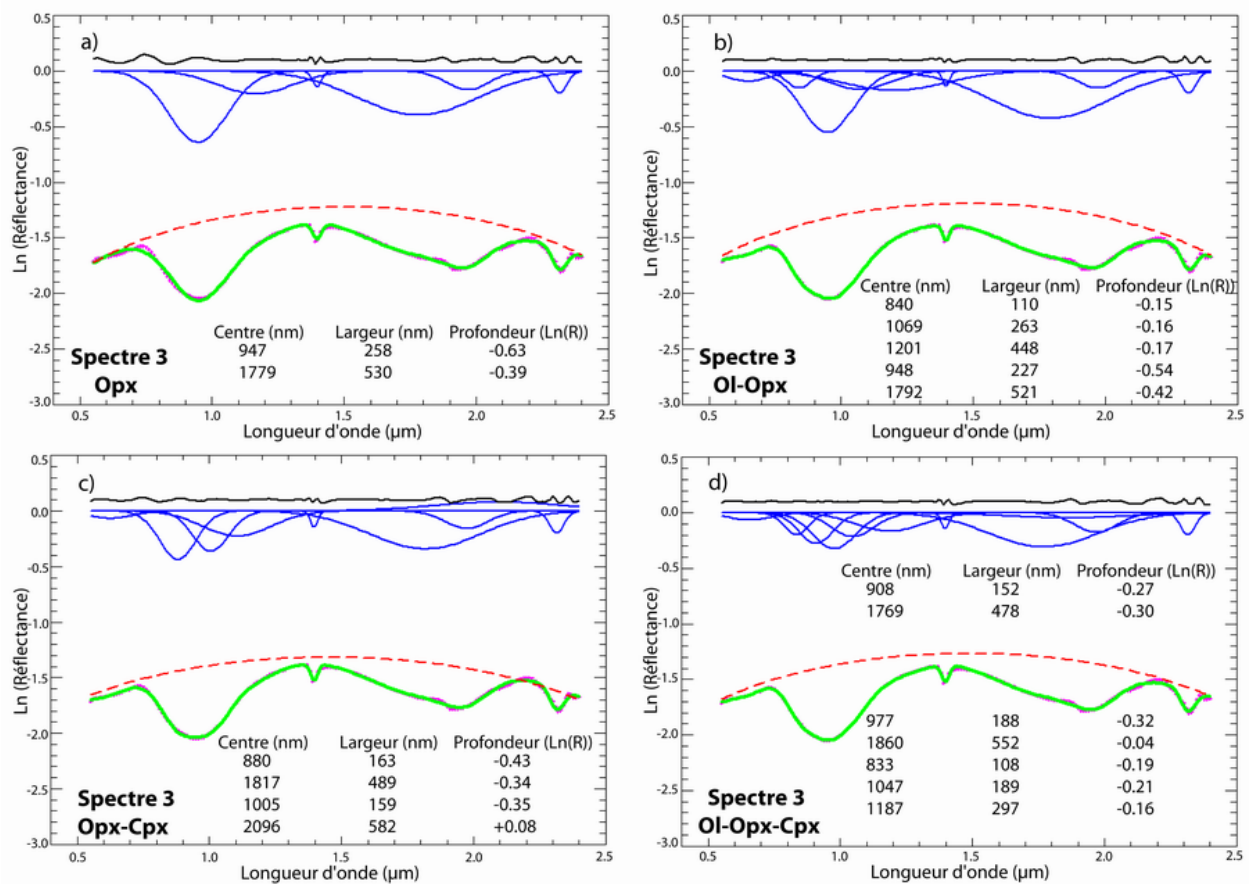 a)
0.5
0.0
-0.5
-1.0
-1.5
-2.0
-2.5
-3.0
Ln (Réflectance)
Centre (nm) Largeur (nm) Profondeur (Ln(R))
947 258 -0.63
1779 530 -0.39
Spectre 3
Opx
0.5 1.0 1.5 2.0 2.5
Longueur d'onde (µm)
b)
0.5
0.0
-0.5
-1.0
-1.5
-2.0
-2.5
-3.0
Ln (Réflectance)
Centre (nm) Largeur (nm) Profondeur (Ln(R))
840 110 -0.15
1069 263 -0.16
1201 448 -0.17
948 227 -0.54
1792 521 -0.42
Spectre 3
Ol-Opx
0.5 1.0 1.5 2.0 2.5
Longueur d'onde (µm)
c)
0.5
0.0
-0.5
-1.0
-1.5
-2.0
-2.5
-3.0
Ln (Réflectance)
Centre (nm) Largeur (nm) Profondeur (Ln(R))
880 163 -0.43
1817 489 -0.34
1005 159 -0.35
2096 582 +0.08
Spectre 3
Opx-Cpx
0.5 1.0 1.5 2.0 2.5
Longueur d'onde (µm)
d)
0.5
0.0
-0.5
-1.0
-1.5
-2.0
-2.5
-3.0
Ln (Réflectance)
Centre (nm) Largeur (nm) Profondeur (Ln(R))
908 152 -0.27
1769 478 -0.30
977 188 -0.32
1860 552 -0.04
833 108 -0.19
1047 189 -0.21
1187 297 -0.16
Spectre 3
Ol-Opx-Cpx
0.5 1.0 1.5 2.0 2.5
Longueur d'onde (µm)